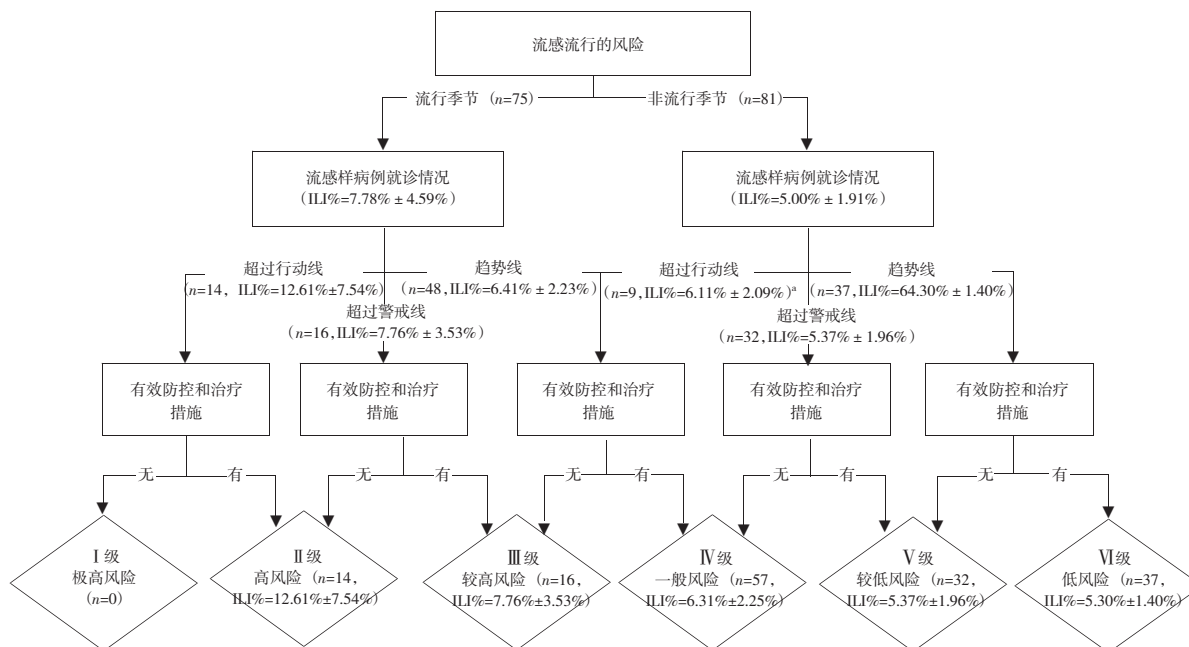 流感流行的风险
流行季节（n=75）
非流行季节（n=81）
流感样病例就诊情况
（ILI%=7.78% ± 4.59%）
流感样病例就诊情况
（ILI%=5.00% ± 1.91%）
超过行动线
（n=14， ILI%=12.61%±7.54%）
趋势线
（n=48,ILI%=6.41% ± 2.23%）
超过行动线
（n=9,ILI%=6.11% ± 2.09%）a
趋势线
（n=37,ILI%=64.30% ± 1.40%）
超过警戒线
（n=16,ILI%=7.76% ± 3.53%）
超过警戒线
（n=32,ILI%=5.37% ± 1.96%）
有效防控和治疗
措施
有效防控和治疗
措施
有效防控和治疗
措施
有效防控和治疗
措施
有效防控和治疗
措施
无
有
无
有
无
有
无
有
无
有
Ⅰ级
极高风险
（n=0）
Ⅱ级
高风险（n=14，
ILI%=12.61%±7.54%）
Ⅲ级
较高风险（n=16，
ILI%=7.76%±3.53%）
Ⅳ级
一般风险（n=57，
ILI%=6.31%±2.25%）
Ⅴ级
较低风险（n=32，
ILI%=5.37%±1.96%）
Ⅵ级
低风险（n=37，
ILI%=5.30%±1.40%）